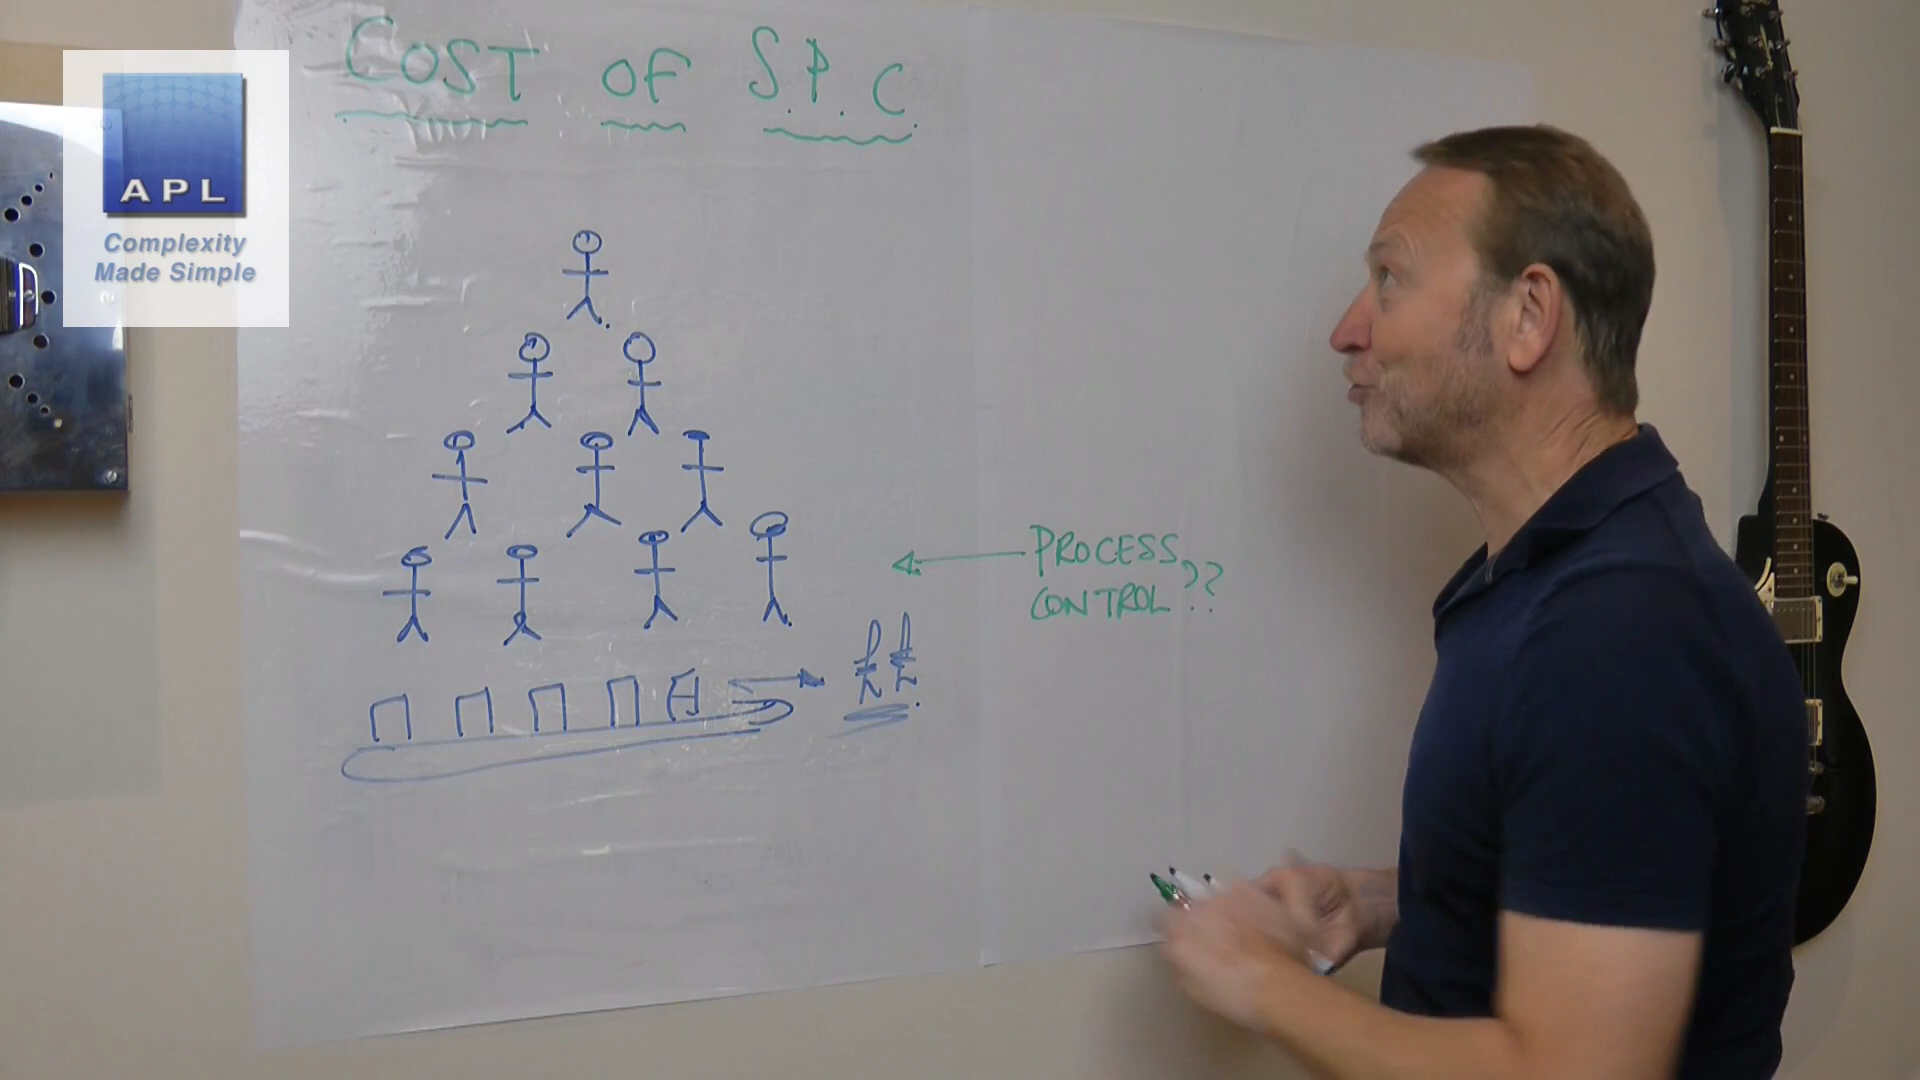 COST OF S.P.C.
APL
Complexity
Made Simple
PROCESS
CONTROL??
££